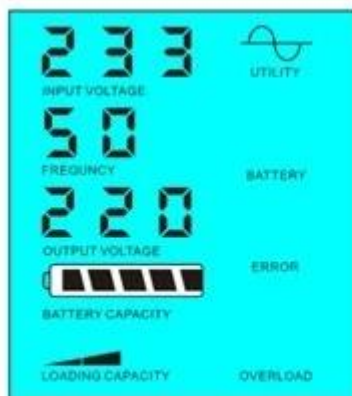 233
INPUT VOLTAGE
UTILITY
50
FREQUNCY
BATTERY
220
OUTPUT VOLTAGE
ERROR
BATTERY CAPACITY
LOADING CAPACITY
OVERLOAD